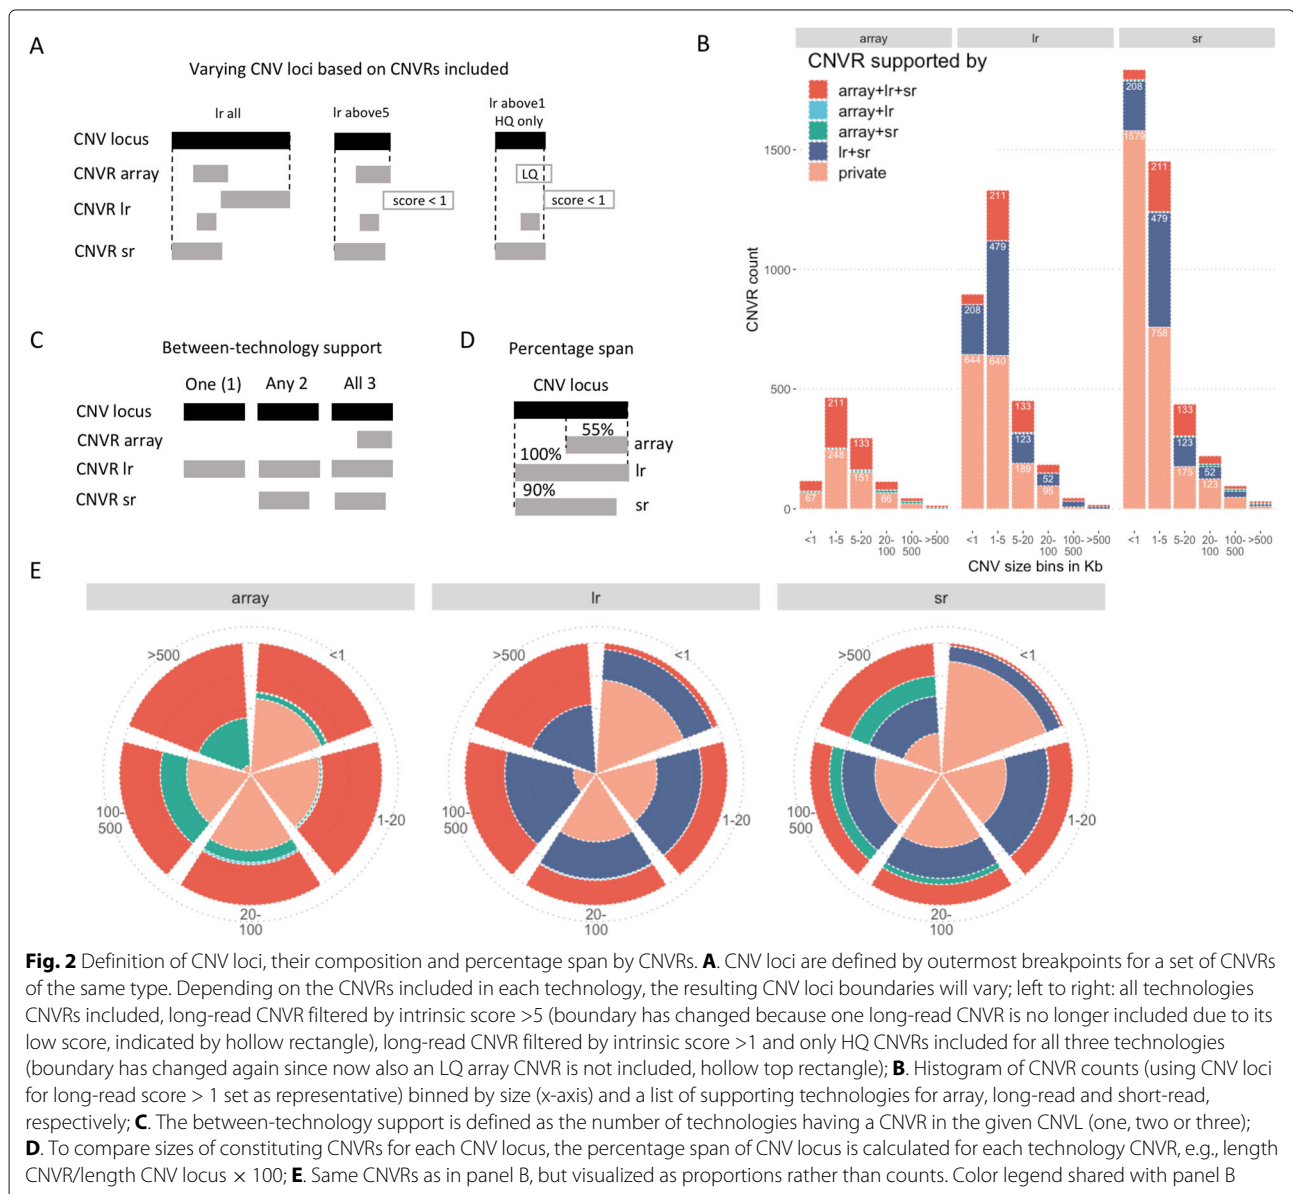 A
Varying CNV loci based on CNVRs included
lr all
lr above5
lr above1
HQ only
CNV locus
CNVR array
LQ
CNVR lr
score < 1
score < 1
CNVR sr
B
array
lr
sr
CNVR supported by
array+lr+sr
array+lr
array+sr
lr+sr
private
CNVR count
1500
1000
500
0
211
248
67
133
151
66
208
644
211
479
640
133
123
189
52
95
208
1579
211
479
758
133
123
175
52
123
<1
1-5
5-20
20-
100
100-
500
>500
<1
1-5
5-20
20-
100
100-
500
>500
<1
1-5
5-20
20-
100
100-
500
>500
CNV size bins in Kb
C
Between-technology support
One (1)
Any 2
All 3
CNV locus
CNVR array
CNVR lr
CNVR sr
D
Percentage span
CNV locus
55%
array
100%
lr
90%
sr
E
array
lr
sr
>500
<1
1-20
20-
100
100-
500
>500
<1
1-20
20-
100
100-
500
>500
<1
1-20
20-
100
100-
500
Fig. 2 Definition of CNV loci, their composition and percentage span by CNVRs. A. CNV loci are defined by outermost breakpoints for a set of CNVRs
of the same type. Depending on the CNVRs included in each technology, the resulting CNV loci boundaries will vary; left to right: all technologies
CNVRs included, long-read CNVR filtered by intrinsic score >5 (boundary has changed because one long-read CNVR is no longer included due to its
low score, indicated by hollow rectangle), long-read CNVR filtered by intrinsic score >1 and only HQ CNVRs included for all three technologies
(boundary has changed again since now also an LQ array CNVR is not included, hollow top rectangle); B. Histogram of CNVR counts (using CNV loci
for long-read score > 1 set as representative) binned by size (x-axis) and a list of supporting technologies for array, long-read and short-read,
respectively; C. The between-technology support is defined as the number of technologies having a CNVR in the given CNVL (one, two or three);
D. To compare sizes of constituting CNVRs for each CNV locus, the percentage span of CNV locus is calculated for each technology CNVR, e.g., length
CNVR/length CNV locus × 100; E. Same CNVRs as in panel B, but visualized as proportions rather than counts. Color legend shared with panel B